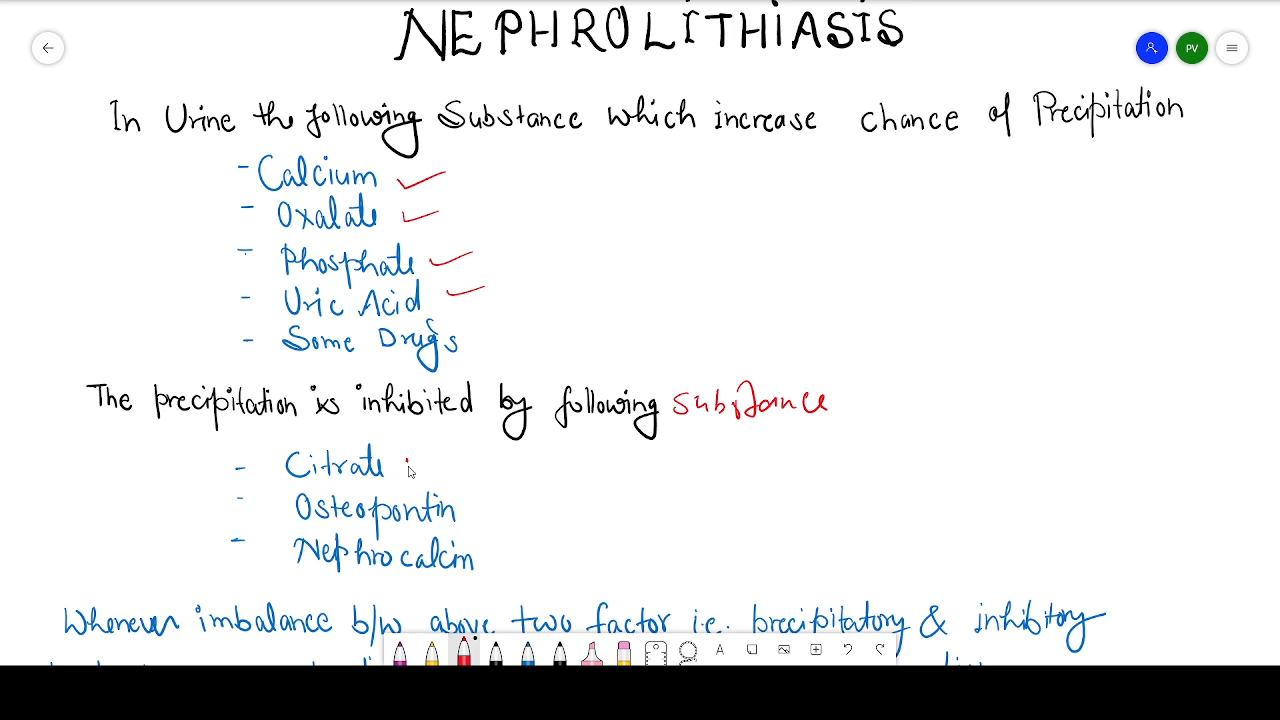 NEPHROLITHIASIS
PV
In Urine the following Substance which increase chance of Precipitation
- Calcium
- Oxalate
- Phosphate
- Uric Acid
- Some Drugs
The precipitation is inhibited by following substance
- Citrate
- Osteopontin
- Nephrocalcin
Whenever imbalance b/w above two factor i.e. precipitatory & inhibitory
A